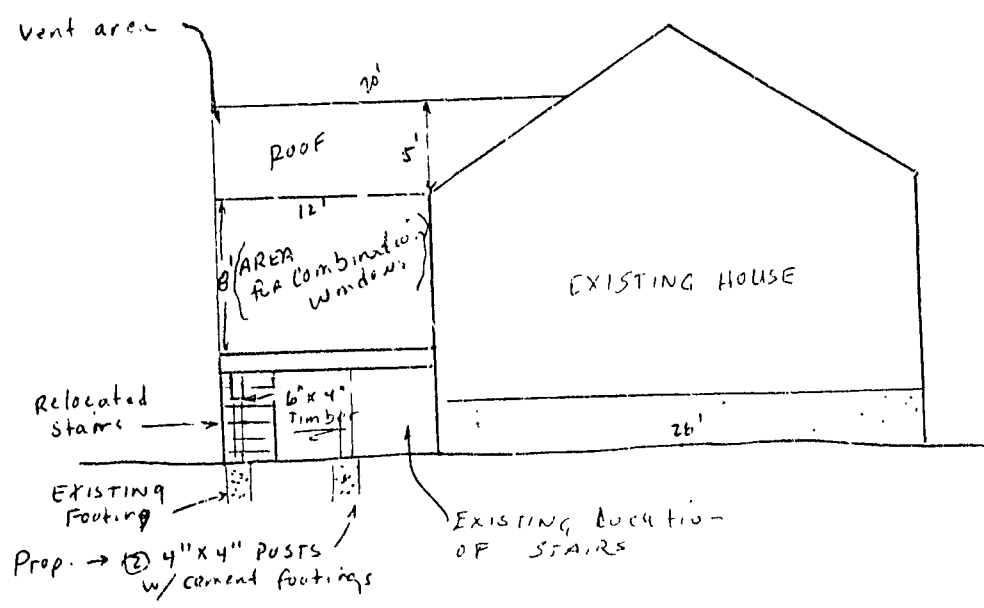 Vent area
20'
ROOF
5'
12'
8'
(AREA
FOR Combination
windows)
EXISTING HOUSE
6"x4"
Timber
Relocated
Stairs
26'
EXISTING
Footing
EXISTING Location
OF STAIRS
Prop. → ② 4"x4" POSTS
w/ cement footings